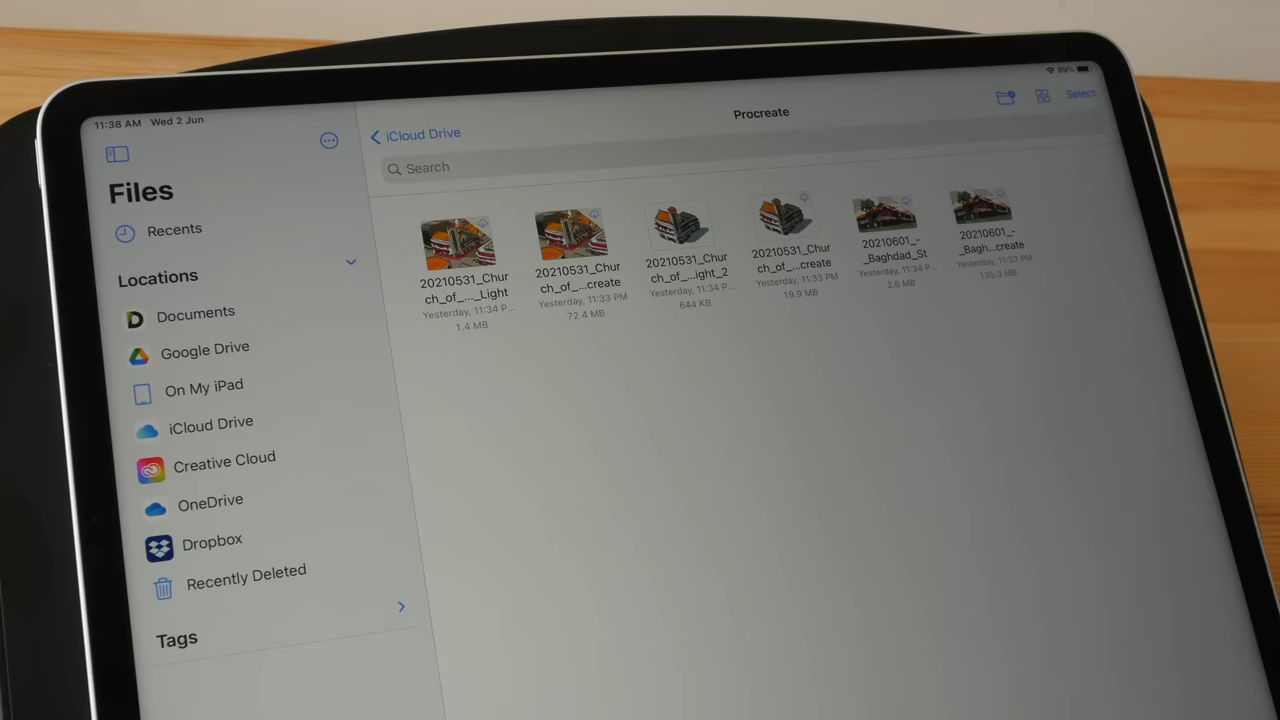 11:38 AM Wed 2 Jun
89%
Files
Recents
Locations
Documents
Google Drive
On My iPad
iCloud Drive
Creative Cloud
OneDrive
Dropbox
Recently Deleted
Tags
iCloud Drive
Procreate
Select
Search
20210531_Chur
ch_of_..._Light
Yesterday, 11:34 P...
1.4 MB
20210531_Chur
ch_of_...create
Yesterday, 11:33 PM
72.4 MB
20210531_Chur
ch_of_...ight_2
Yesterday, 11:34 P...
644 KB
20210531_Chur
ch_of_...create
Yesterday, 11:33 PM
19.9 MB
20210601_-
_Baghdad_St
Yesterday, 11:34 P...
2.6 MB
20210601_-
_Bagh...create
Yesterday, 11:33 PM
135.3 MB